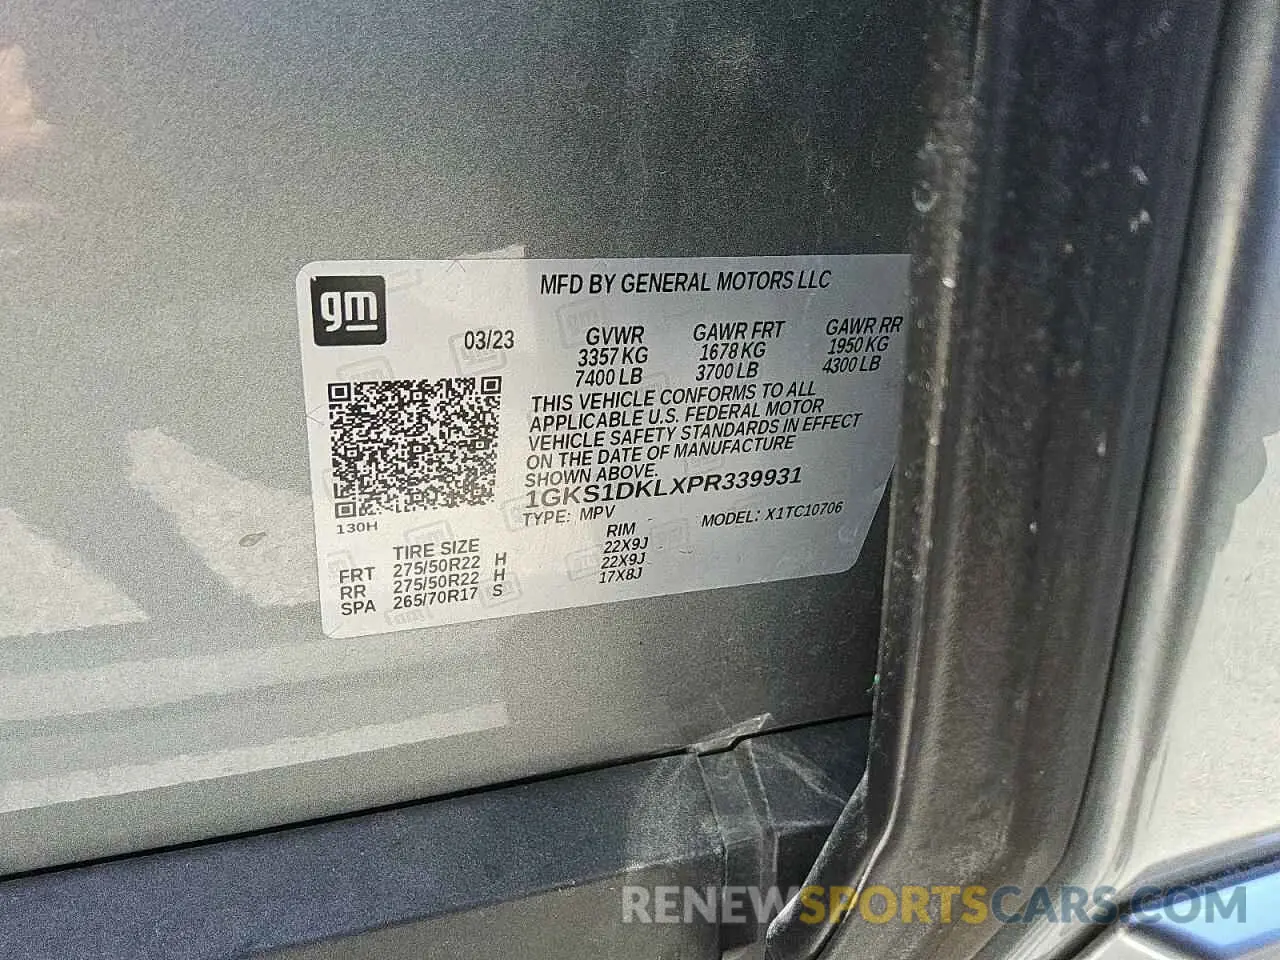 gm
MFD BY GENERAL MOTORS LLC
03/23 GVWR GAWR FRT GAWR RR
3357 KG 1678 KG 1950 KG
7400 LB 3700 LB 4300 LB
THIS VEHICLE CONFORMS TO ALL
APPLICABLE U.S. FEDERAL MOTOR
VEHICLE SAFETY STANDARDS IN EFFECT
ON THE DATE OF MANUFACTURE
SHOWN ABOVE.
1GKS1DKLXPR339931
TYPE: MPV MODEL: X1TC10706
130H
TIRE SIZE RIM
FRT 275/50R22 H 22X9J
RR 275/50R22 H 22X9J
SPA 265/70R17 S 17X8J
RENEWSPORTSCARS.COM